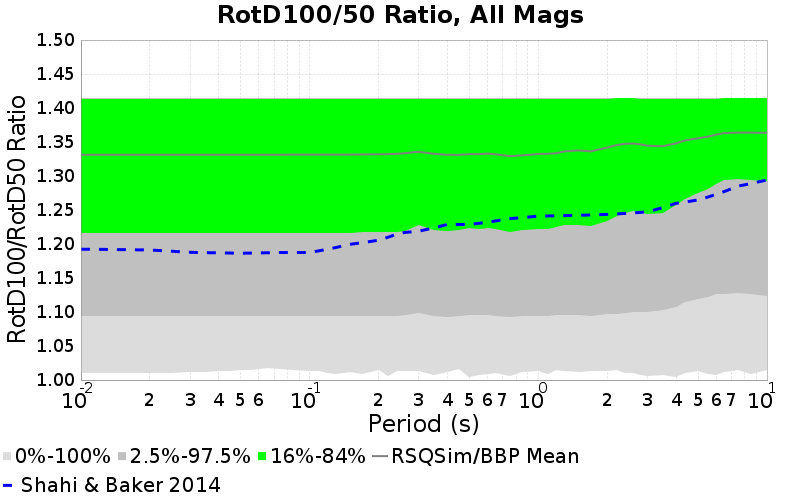 RotD100/50 Ratio, All Mags
RotD100/RotD50 Ratio
1.50
1.45
1.40
1.35
1.30
1.25
1.20
1.15
1.10
1.05
1.00
10-2 2 3 4 5 6 10-1 2 3 4 5 6 7 100 2 3 4 5 6 7 101
Period (s)
0%-100% 2.5%-97.5% 16%-84% RSQSim/BBP Mean
Shahi & Baker 2014